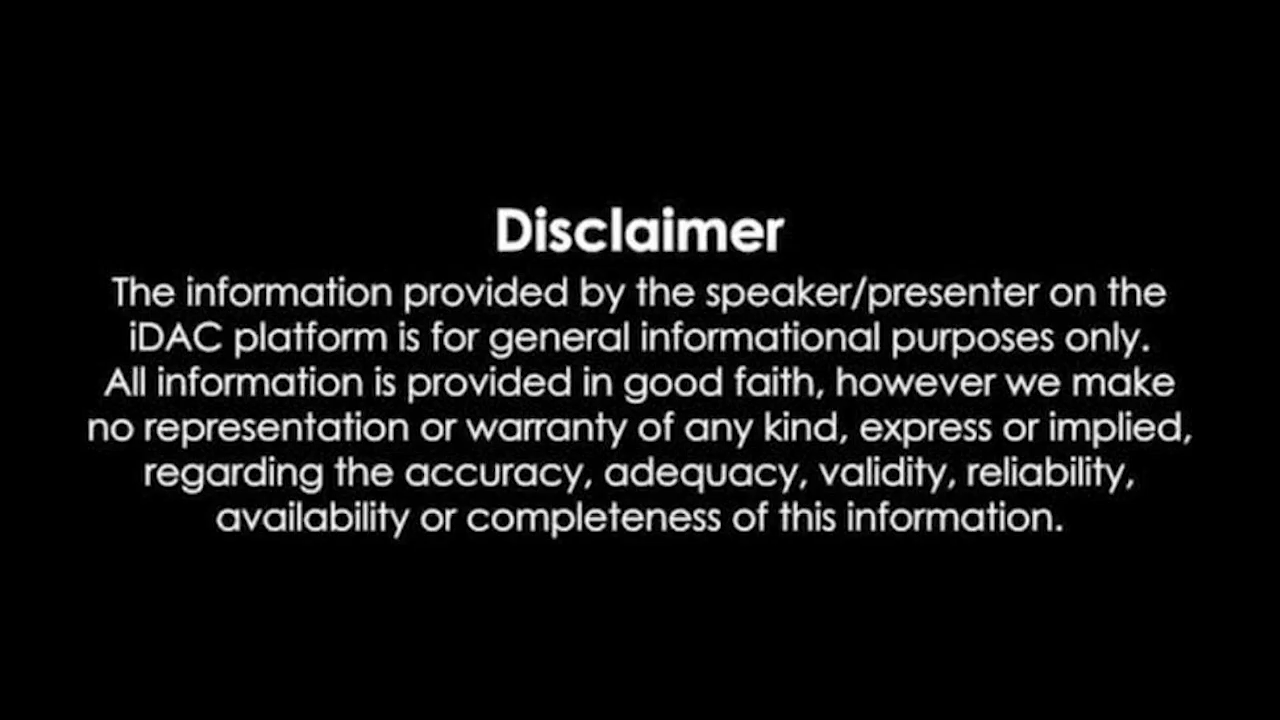 Disclaimer
The information provided by the speaker/presenter on the
iDAC platform is for general informational purposes only.
All information is provided in good faith, however we make
no representation or warranty of any kind, express or implied,
regarding the accuracy, adequacy, validity, reliability,
availability or completeness of this information.